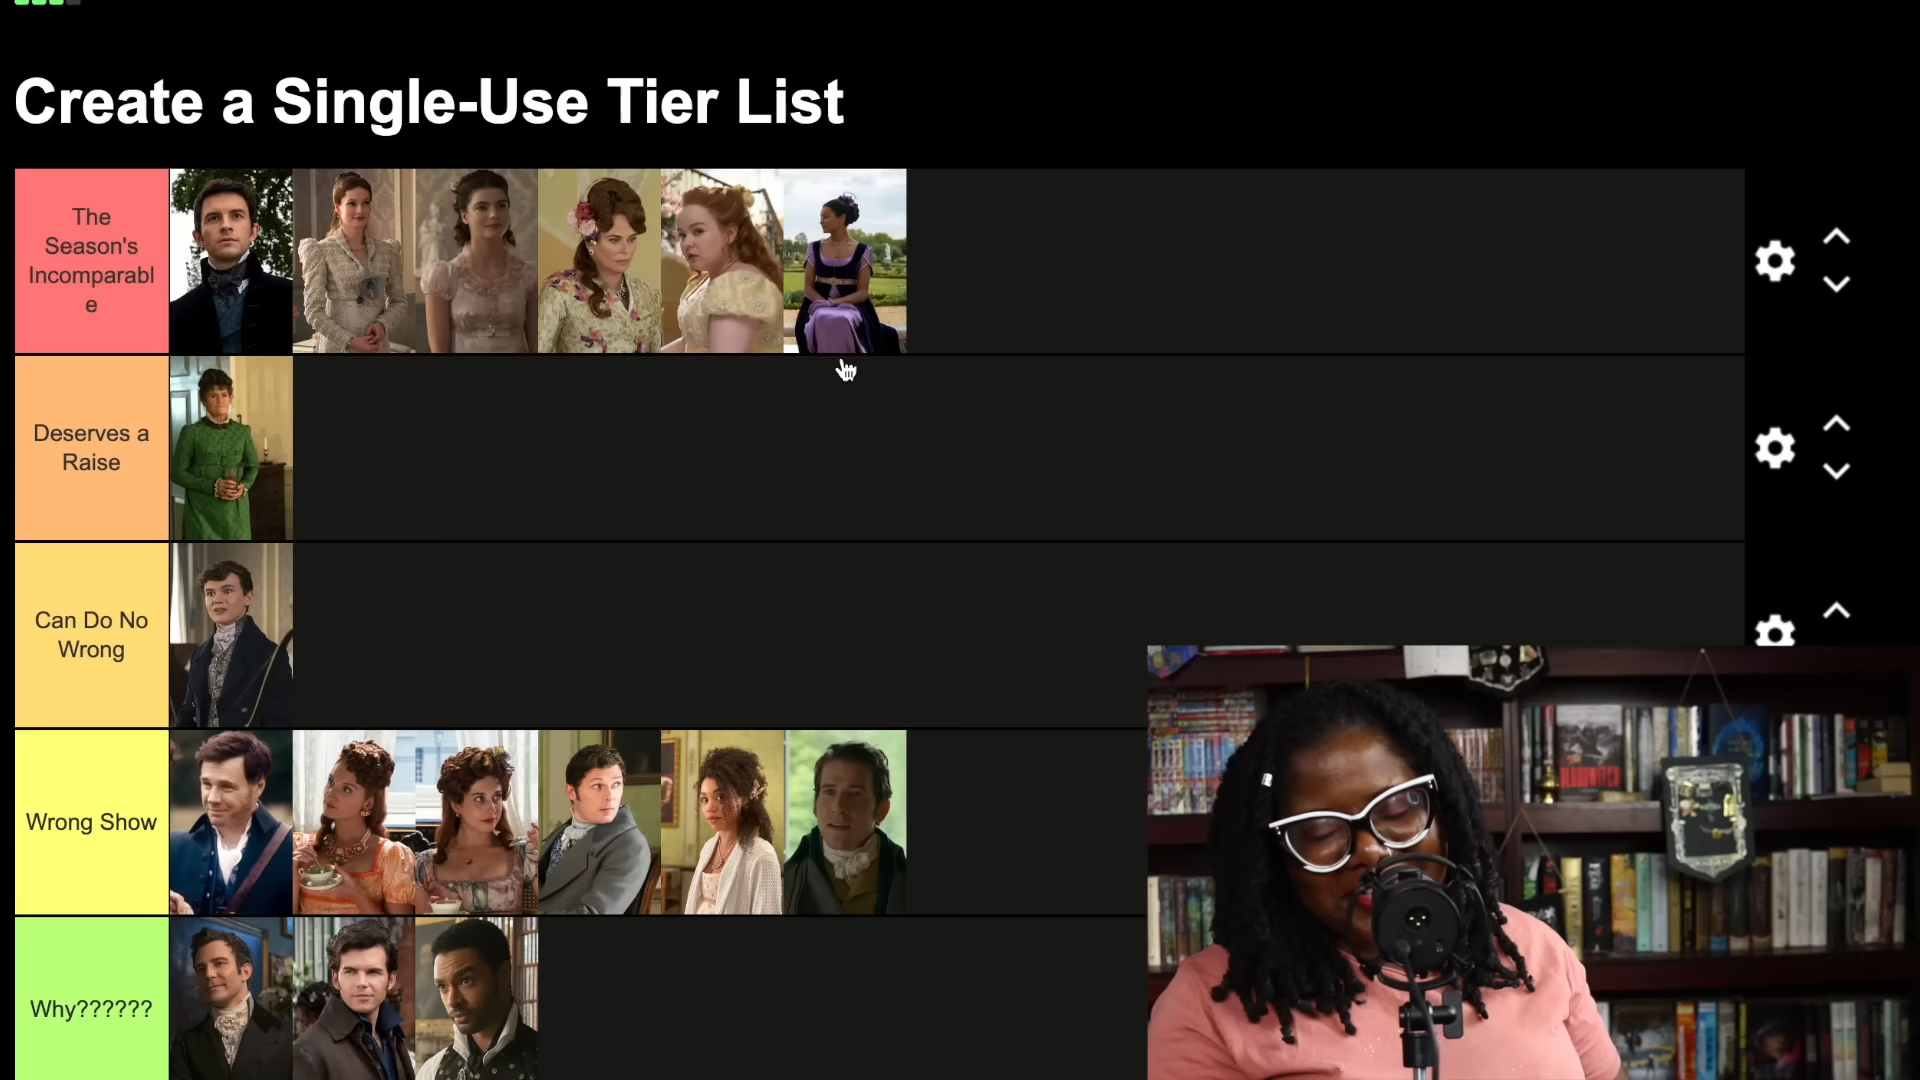 Create a Single-Use Tier List
The
Season's
Incomparabl
e
Deserves a
Raise
Can Do No
Wrong
Wrong Show
Why??????